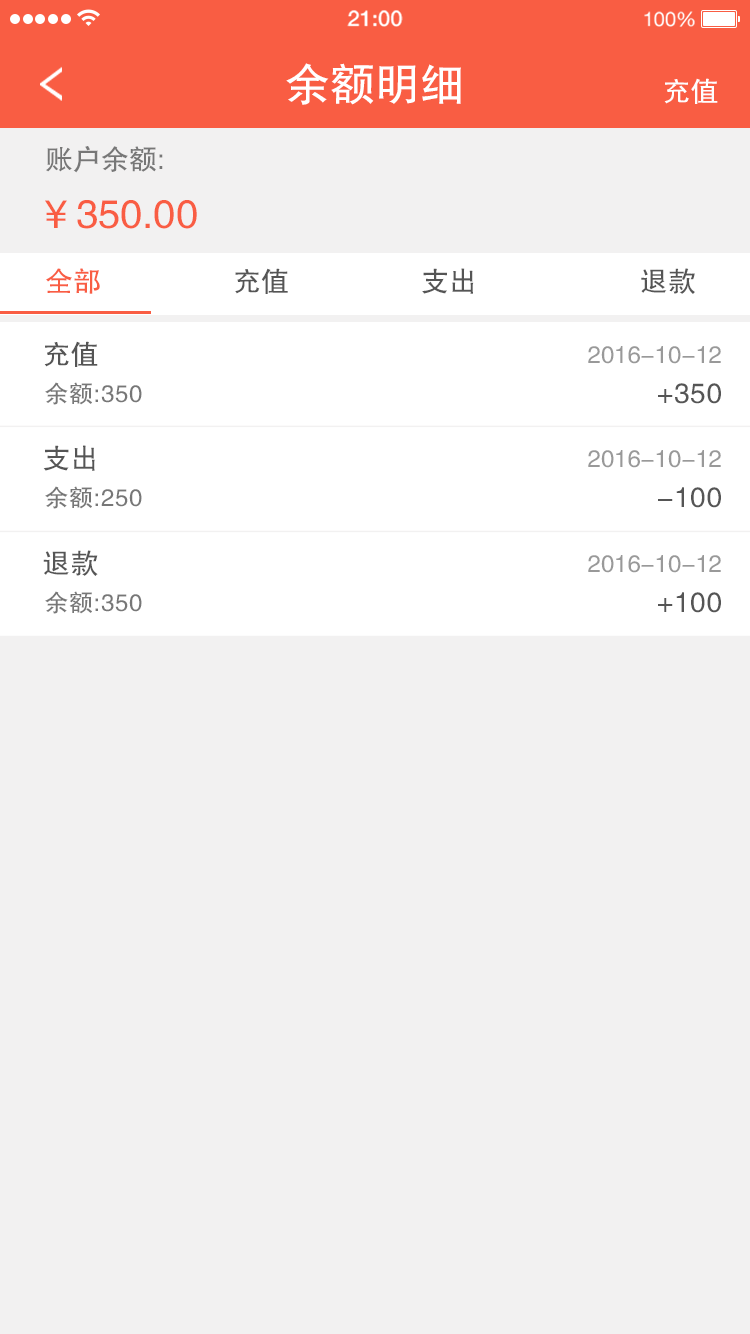 21:00 100%
余额明细 充值
账户余额:
¥ 350.00
全部 充值 支出 退款
充值 2016-10-12
余额:350 +350
支出 2016-10-12
余额:250 -100
退款 2016-10-12
余额:350 +100